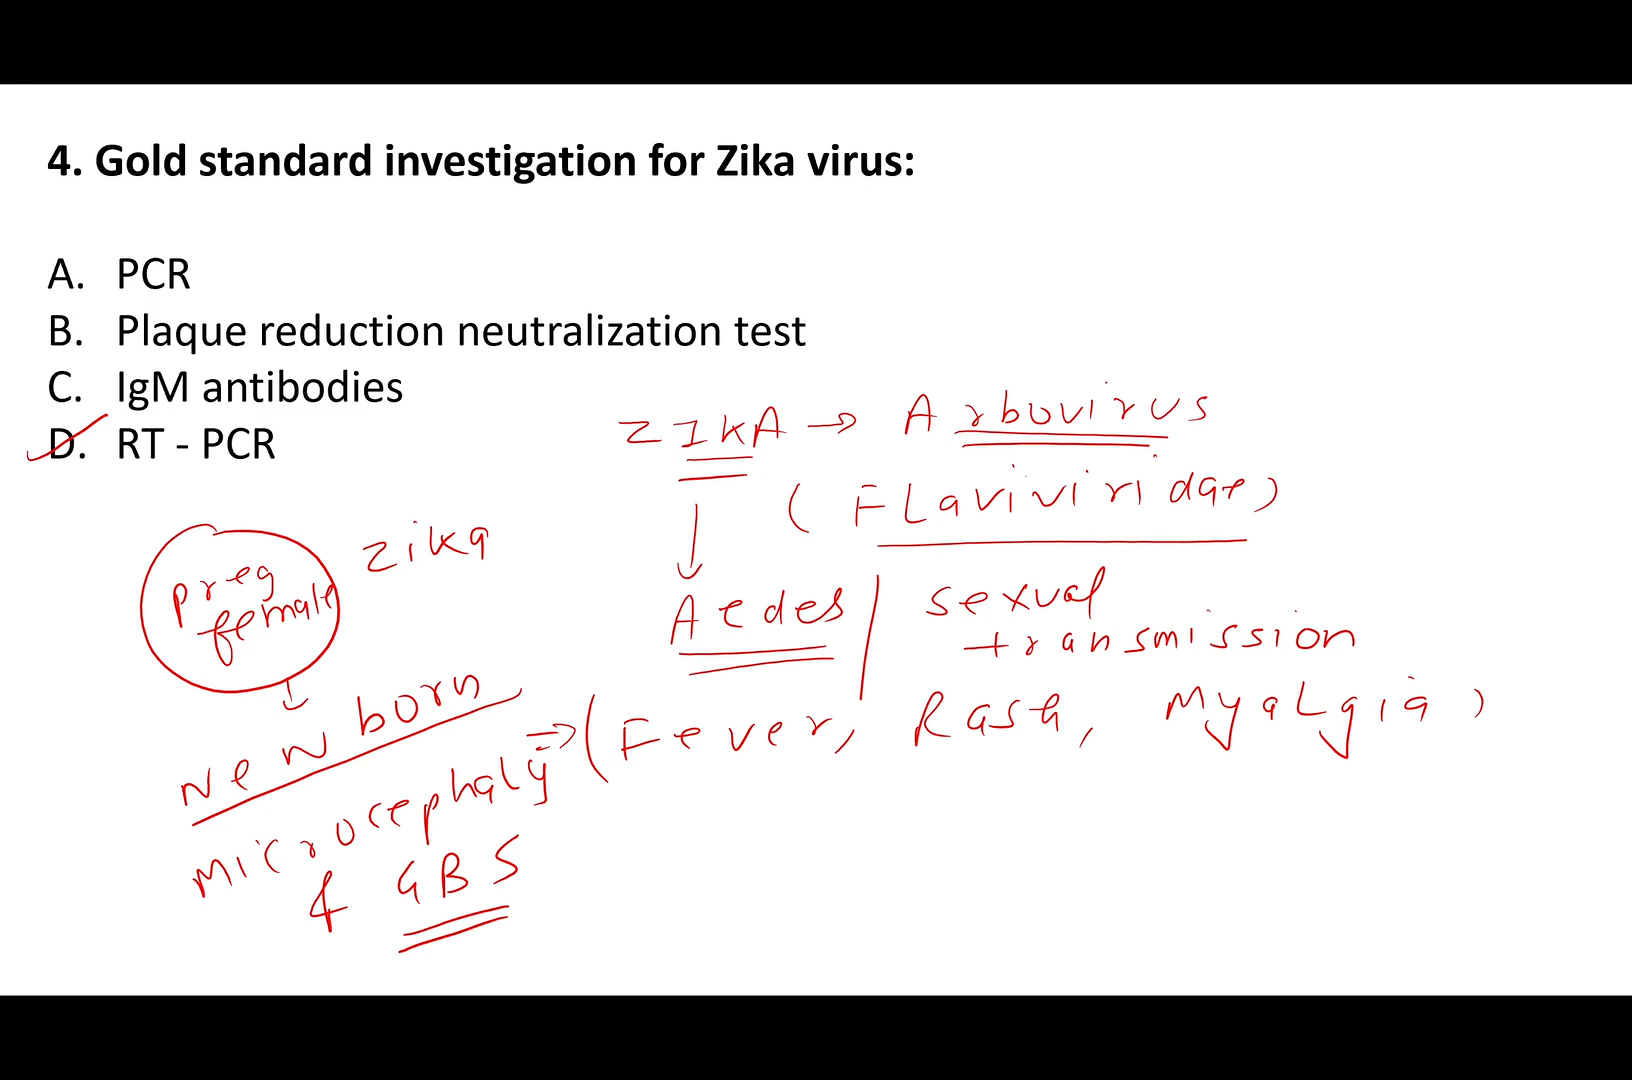 4. Gold standard investigation for Zika virus:
A. PCR
B. Plaque reduction neutralization test
C. IgM antibodies
D. RT - PCR
ZIKA → Arbovirus
(Flaviviridae)
Aedes / sexual
transmission
⇒ (Fever, Rash, Myalgia)
preg
female
zika
New born
microcephaly
& GBS